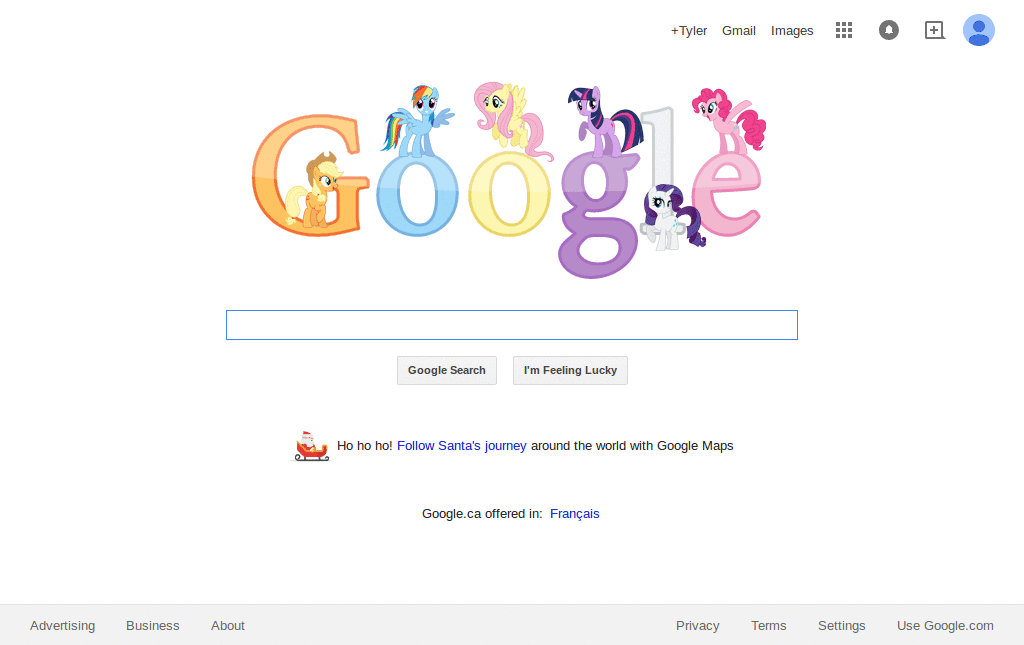 +Tyler Gmail Images
Google
Google Search I'm Feeling Lucky
Ho ho ho! Follow Santa's journey around the world with Google Maps
Google.ca offered in: Français
Advertising Business About Privacy Terms Settings Use Google.com